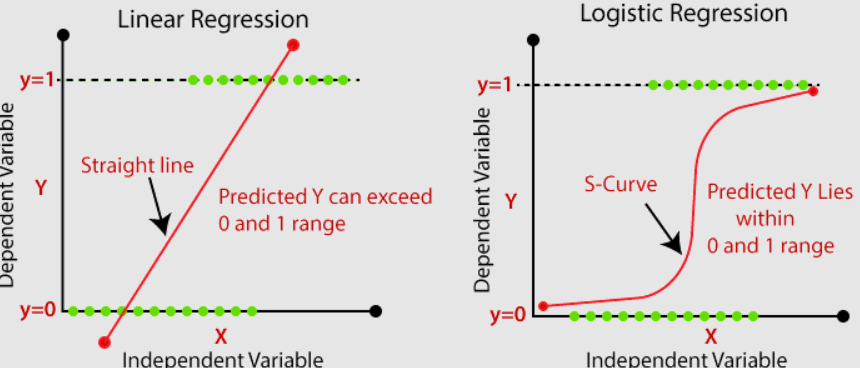 Linear Regression
y=1
Dependent Variable
Y
Straight line
Predicted Y can exceed
0 and 1 range
y=0
X
Independent Variable
Logistic Regression
y=1
Dependent Variable
Y
S-Curve
Predicted Y Lies
within
0 and 1 range
y=0
X
Independent Variable